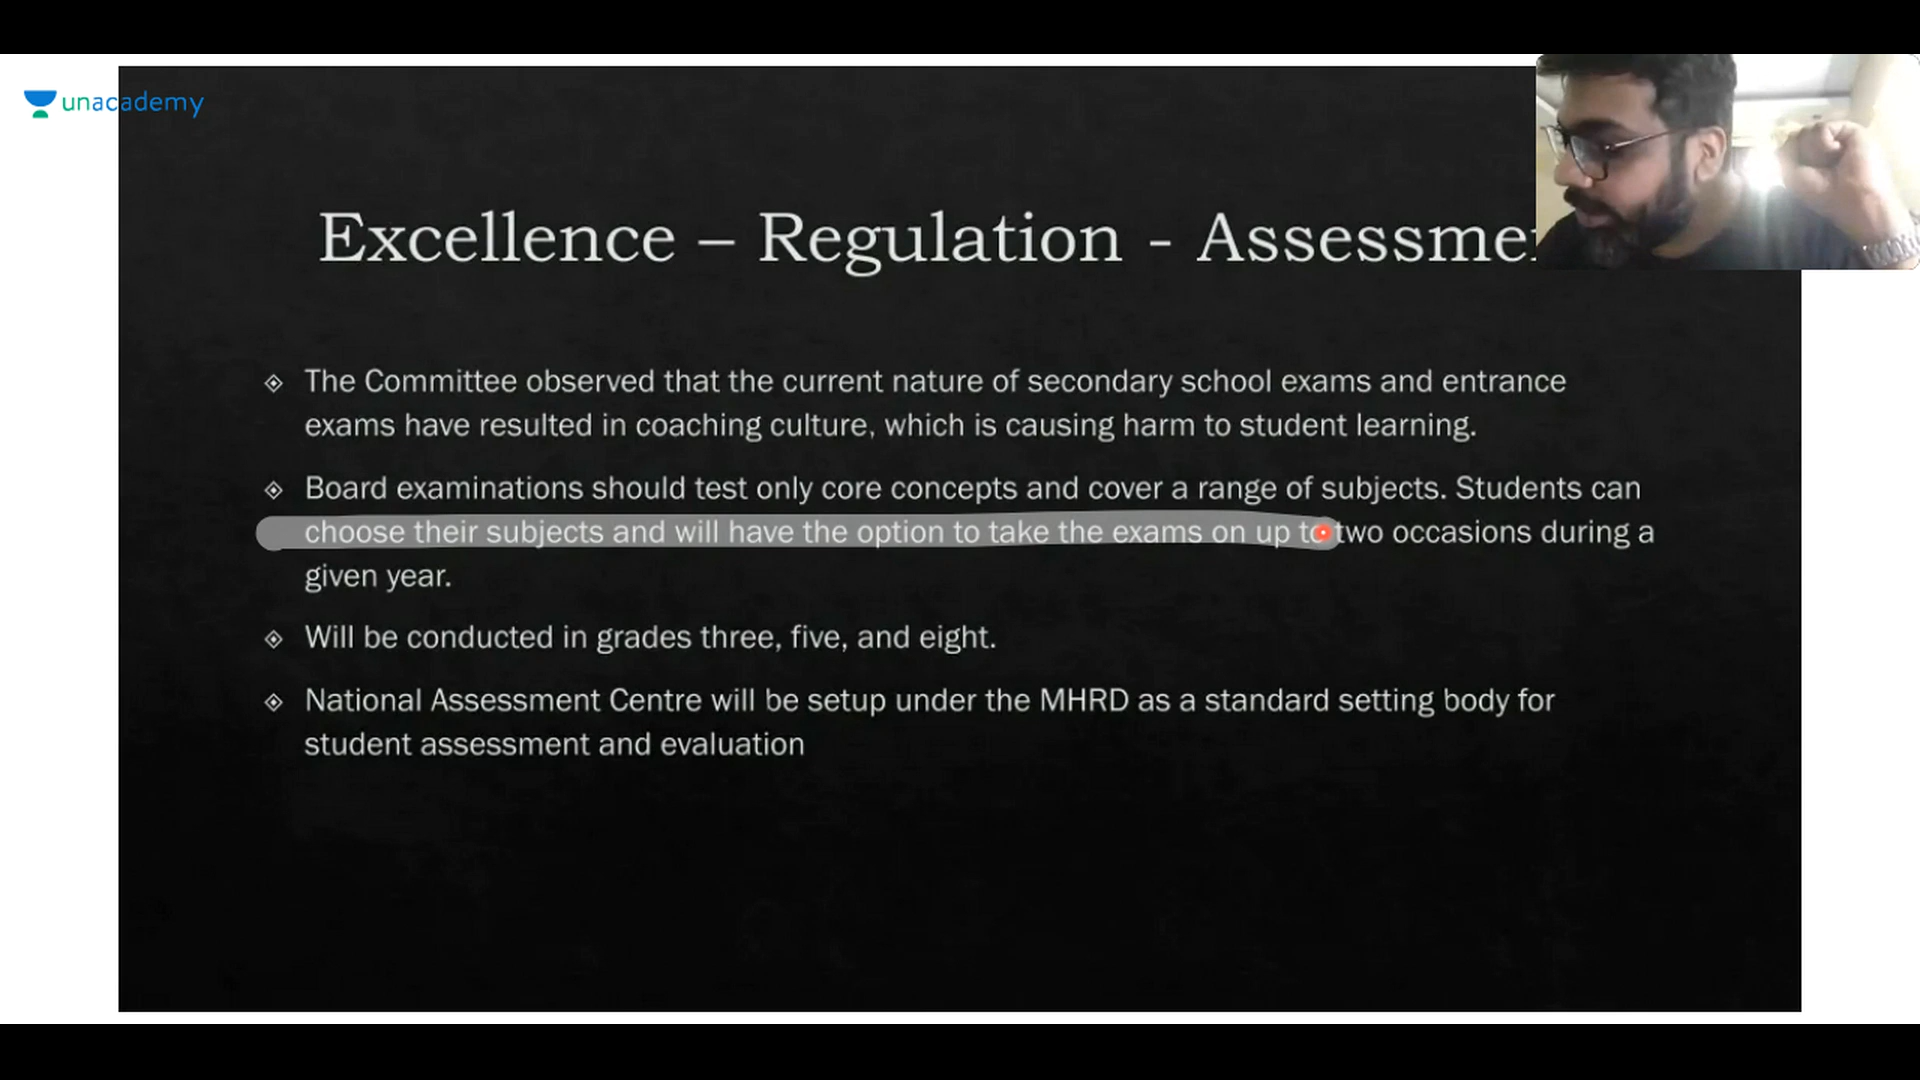 unacademy
Excellence – Regulation - Assessme
◈ The Committee observed that the current nature of secondary school exams and entrance
exams have resulted in coaching culture, which is causing harm to student learning.
◈ Board examinations should test only core concepts and cover a range of subjects. Students can
choose their subjects and will have the option to take the exams on up to two occasions during a
given year.
◈ Will be conducted in grades three, five, and eight.
◈ National Assessment Centre will be setup under the MHRD as a standard setting body for
student assessment and evaluation